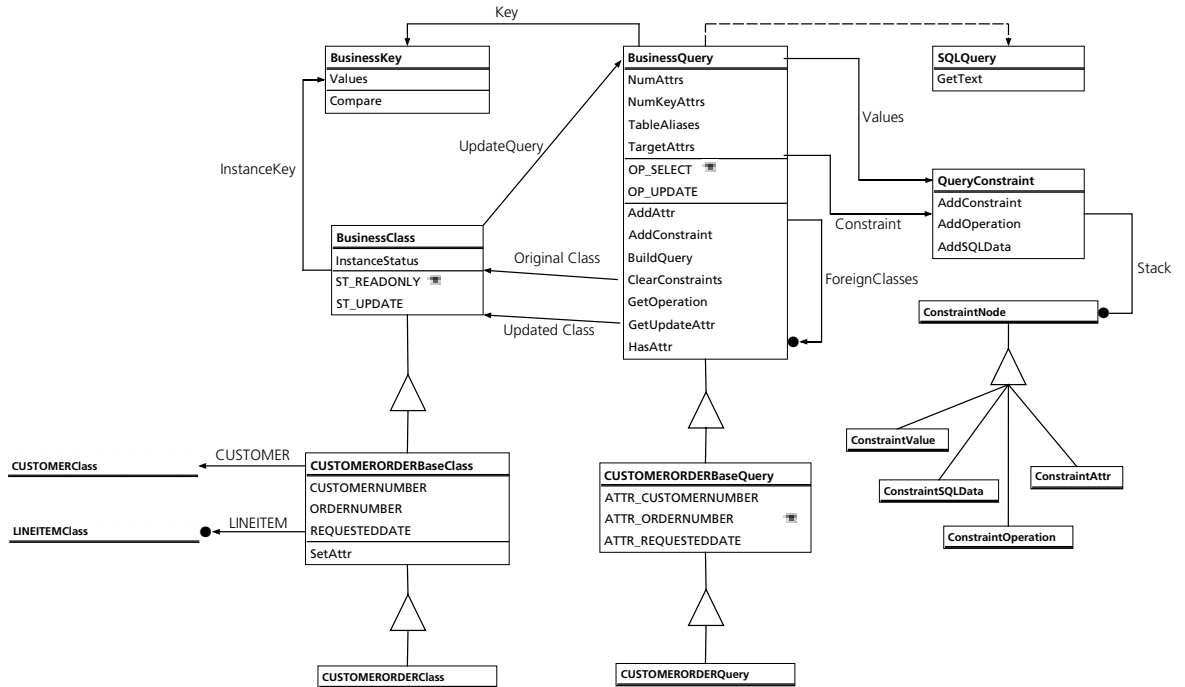 Key
BusinessKey
Values
Compare
BusinessQuery
NumAttrs
NumKeyAttrs
TableAliases
TargetAttrs
OP_SELECT
OP_UPDATE
AddAttr
AddConstraint
BuildQuery
ClearConstraints
GetOperation
GetUpdateAttr
HasAttr
SQLQuery
GetText
Values
UpdateQuery
InstanceKey
QueryConstraint
AddConstraint
AddOperation
AddSQLData
Constraint
BusinessClass
InstanceStatus
ST_READONLY
ST_UPDATE
Original Class
Updated Class
ForeignClasses
Stack
ConstraintNode
ConstraintValue
ConstraintSQLData
ConstraintAttr
ConstraintOperation
CUSTOMERClass
CUSTOMER
LINEITEMClass
LINEITEM
CUSTOMERORDERBaseClass
CUSTOMERNUMBER
ORDERNUMBER
REQUESTEDDATE
SetAttr
CUSTOMERORDERBaseQuery
ATTR_CUSTOMERNUMBER
ATTR_ORDERNUMBER
ATTR_REQUESTEDDATE
CUSTOMERORDERClass
CUSTOMERORDERQuery